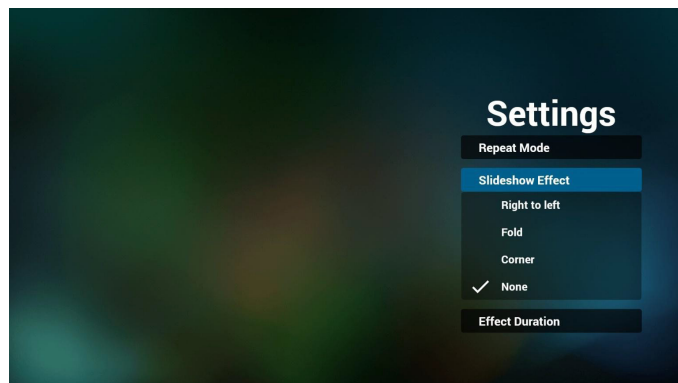 Settings
Repeat Mode
Slideshow Effect
Right to left
Fold
Corner
None
Effect Duration